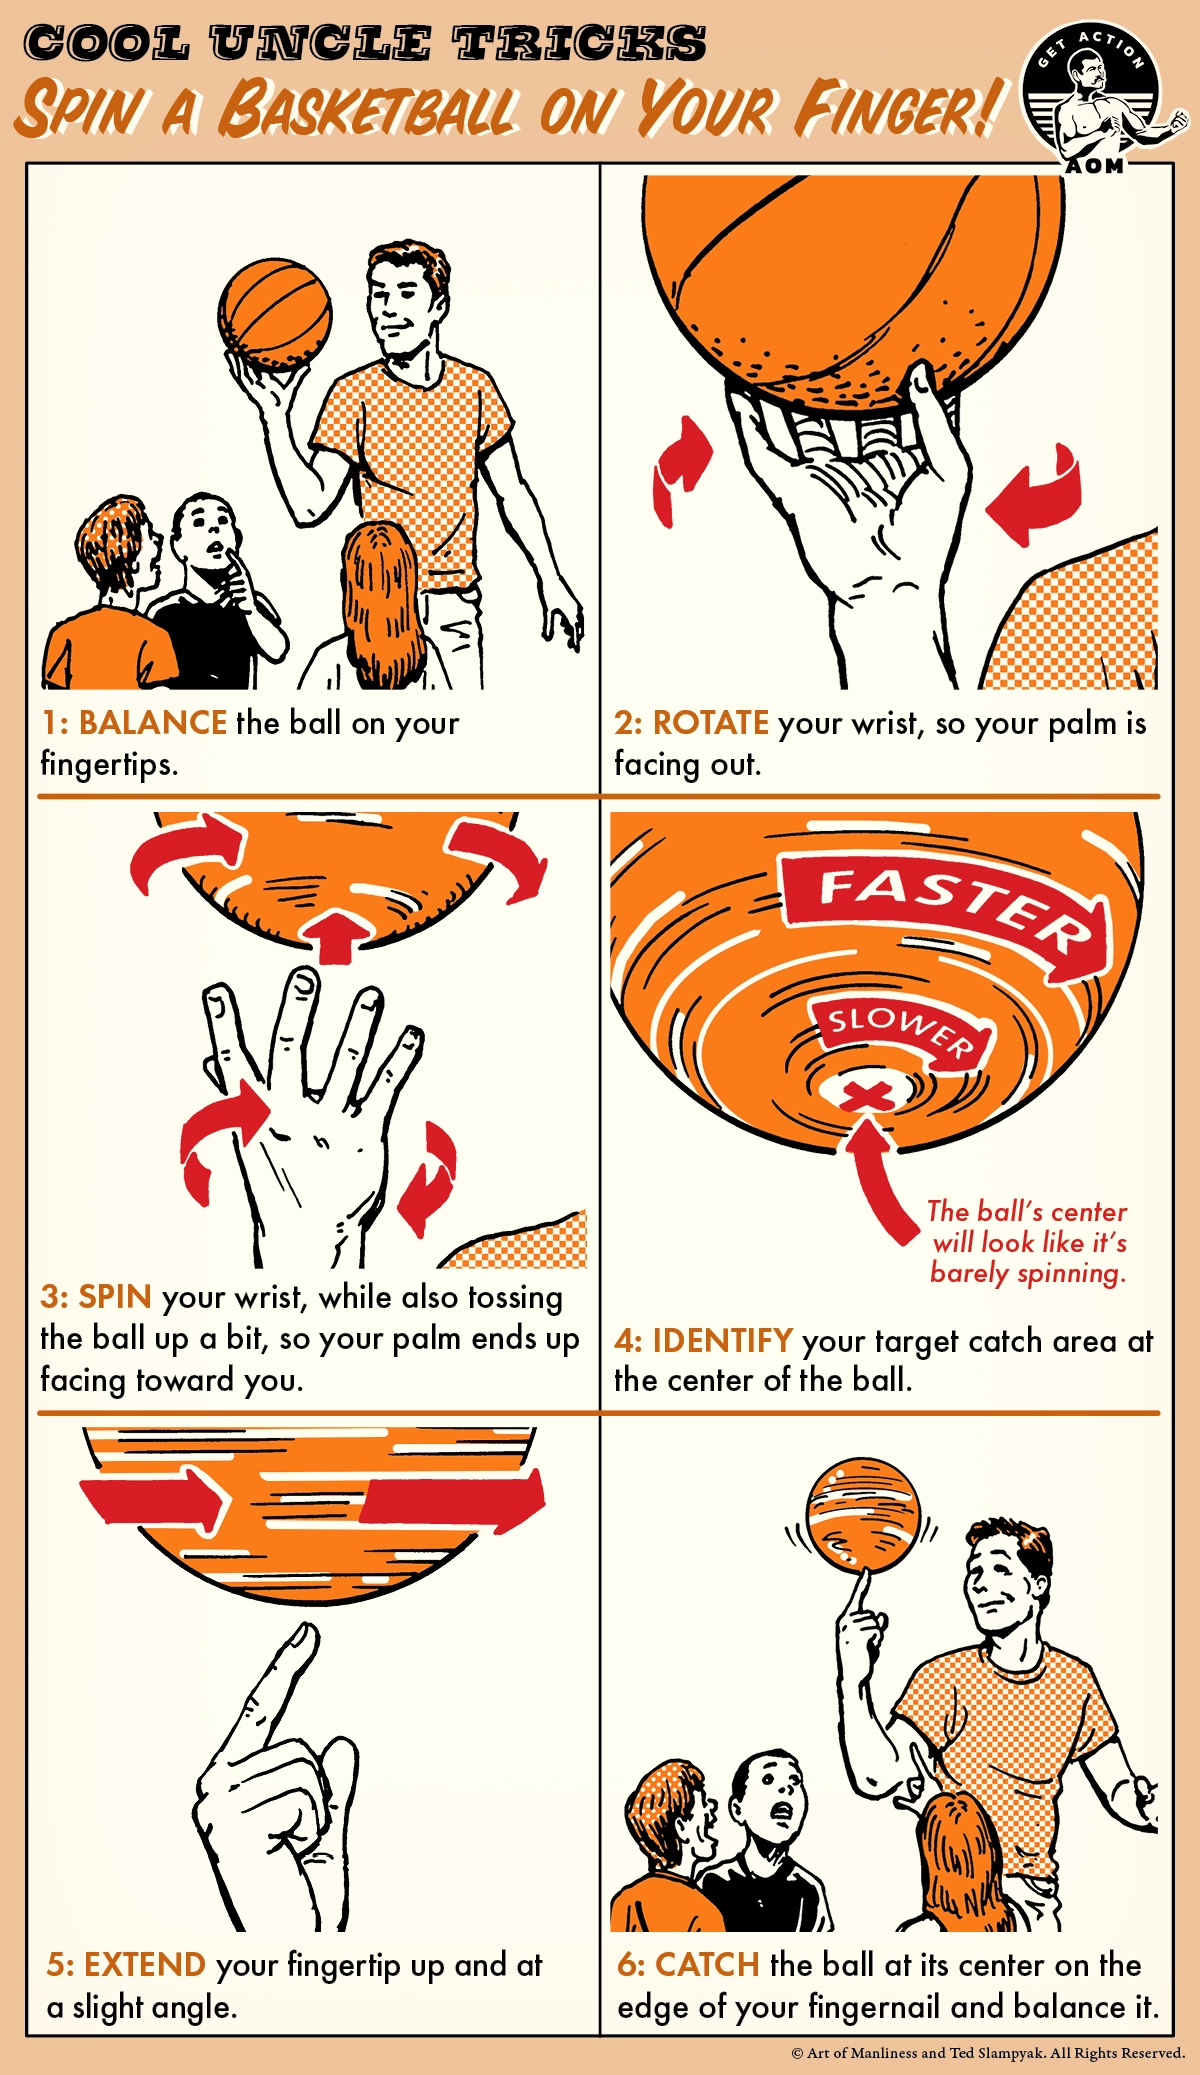 COOL UNCLE TRICKS
SPIN A BASKETBALL ON YOUR FINGER!
GET ACTION
AOM
1: BALANCE the ball on your
fingertips.
2: ROTATE your wrist, so your palm is
facing out.
3: SPIN your wrist, while also tossing
the ball up a bit, so your palm ends up
facing toward you.
FASTER
SLOWER
The ball's center
will look like it's
barely spinning.
4: IDENTIFY your target catch area at
the center of the ball.
5: EXTEND your fingertip up and at
a slight angle.
6: CATCH the ball at its center on the
edge of your fingernail and balance it.
© Art of Manliness and Ted Slampyak. All Rights Reserved.